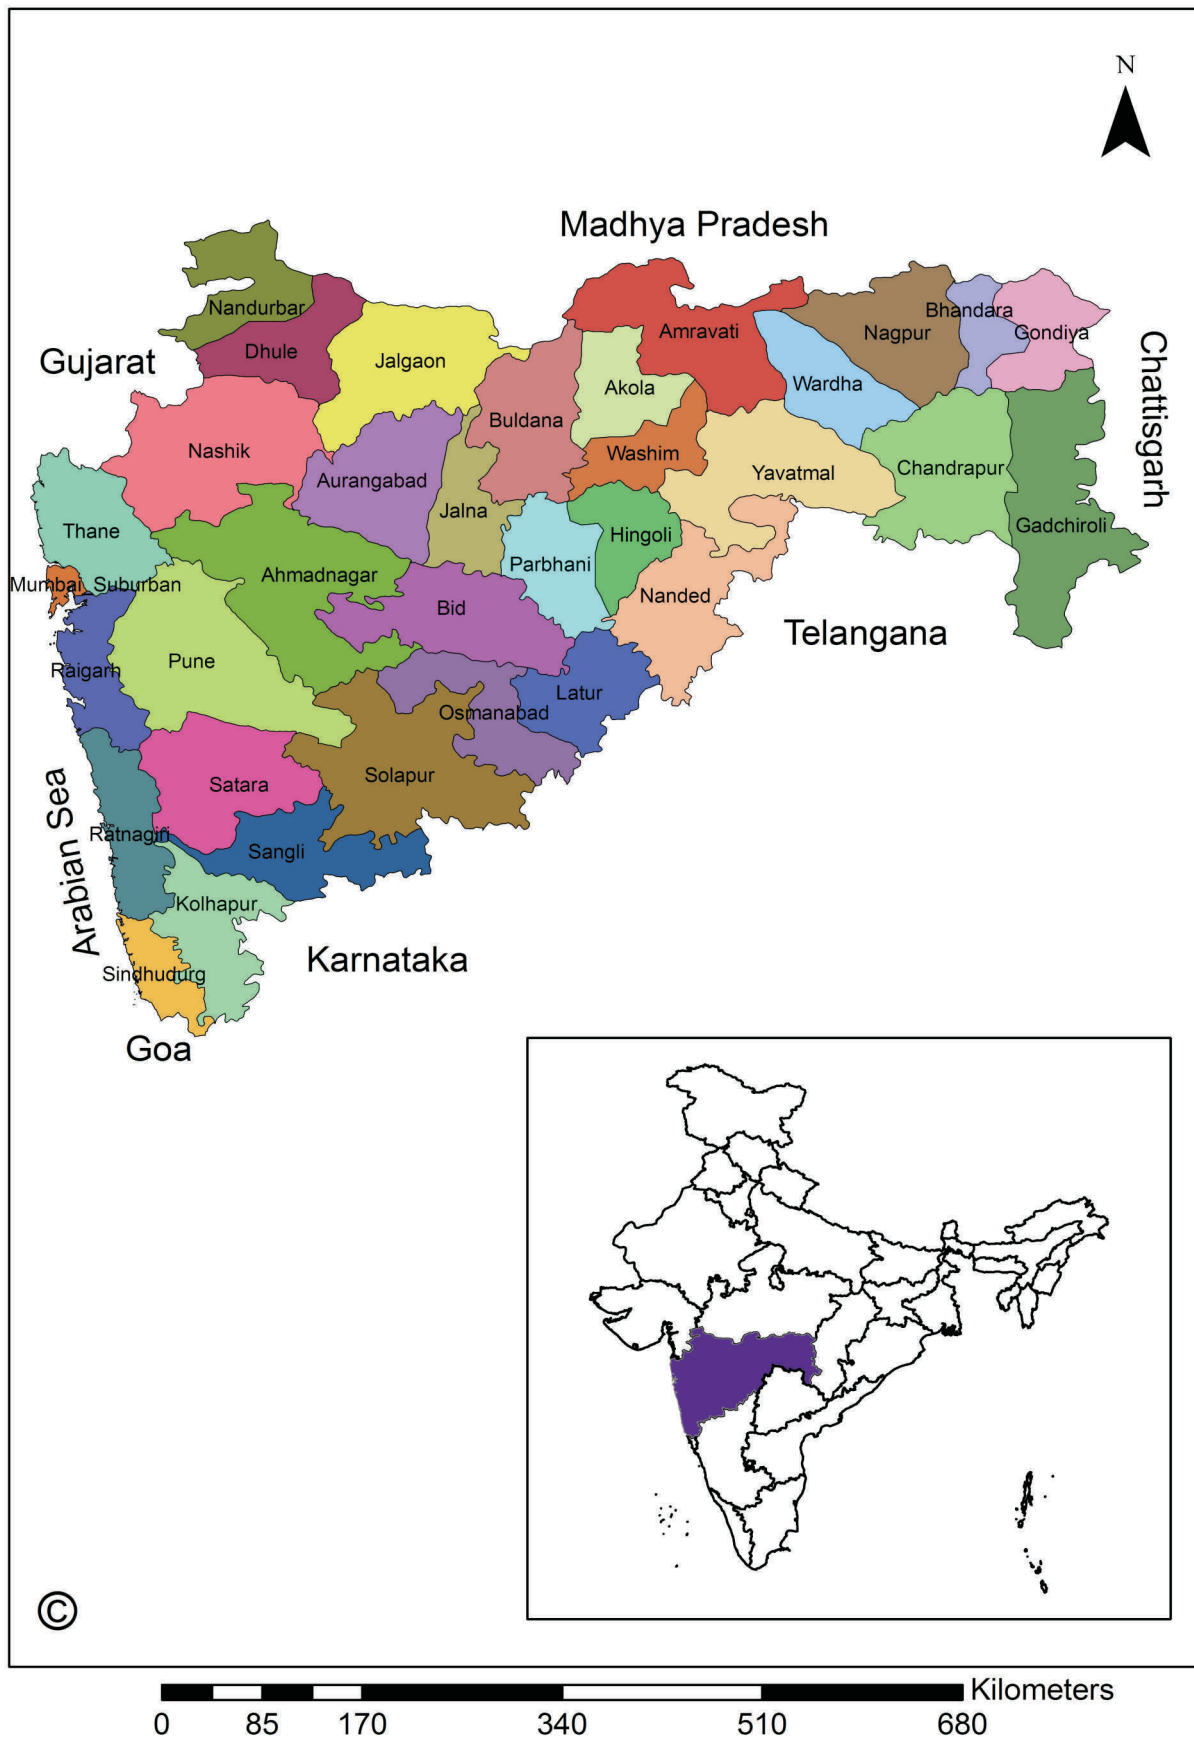 N
Madhya Pradesh
Nandurbar
Bhandara
Gujarat
Dhule
Jalgaon
Amravati
Nagpur
Gondiya
Chattisgarh
Akola
Wardha
Buldana
Nashik
Washim
Aurangabad
Yavatmal
Chandrapur
Jalna
Thane
Hingoli
Gadchiroli
Parbhani
Ahmadnagar
Mumbai Suburban
Nanded
Bid
Telangana
Pune
Raigarh
Latur
Osmanabad
Solapur
Satara
Arabian Sea
Ratnagiri
Sangli
Kolhapur
Karnataka
Sindhudurg
Goa
©
Kilometers
0 85 170 340 510 680